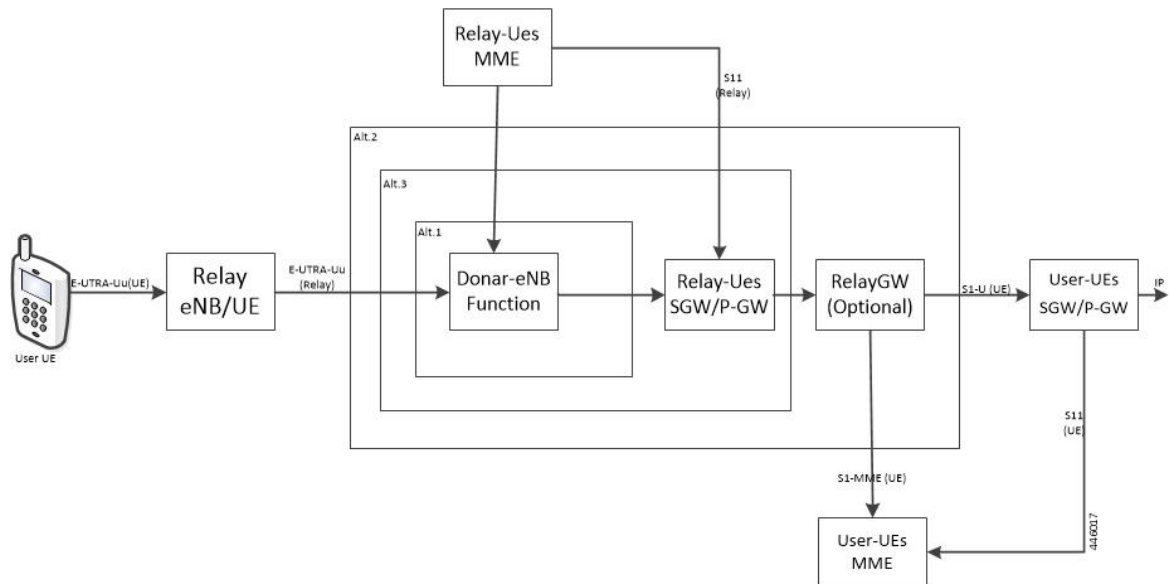 Relay-Ues
MME
S11
(Relay)
Alt.2
Alt.3
Alt.1
E-UTRA-Uu(UE)
Relay
eNB/UE
E-UTRA-Uu
(Relay)
Donar-eNB
Function
Relay-Ues
SGW/P-GW
RelayGW
(Optional)
S1-U (UE)
User-UEs
SGW/P-GW
IP
User UE
S11
(UE)
S1-MME (UE)
User-UEs
MME
446017